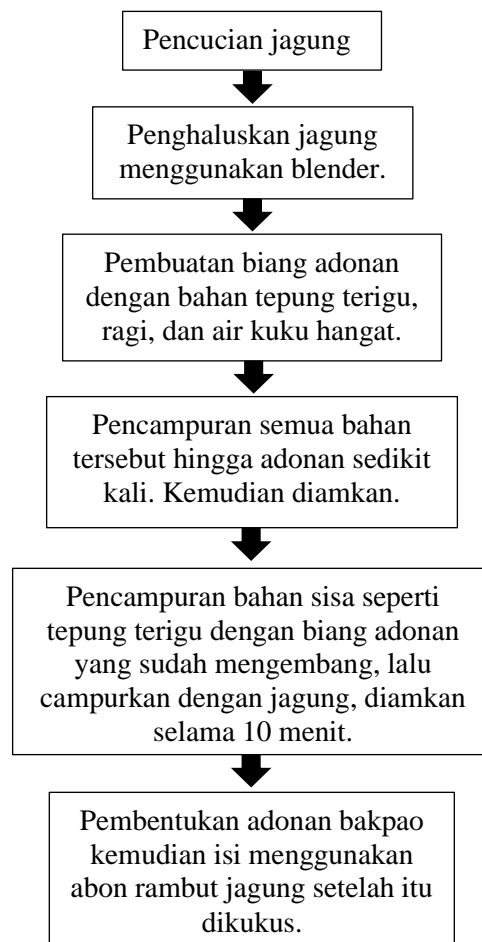 Pencucian jagung
Penghaluskan jagung
menggunakan blender.
Pembuatan biang adonan
dengan bahan tepung terigu,
ragi, dan air kuku hangat.
Pencampuran semua bahan
tersebut hingga adonan sedikit
kali. Kemudian diamkan.
Pencampuran bahan sisa seperti
tepung terigu dengan biang adonan
yang sudah mengembang, lalu
campurkan dengan jagung, diamkan
selama 10 menit.
Pembentukan adonan bakpao
kemudian isi menggunakan
abon rambut jagung setelah itu
dikukus.